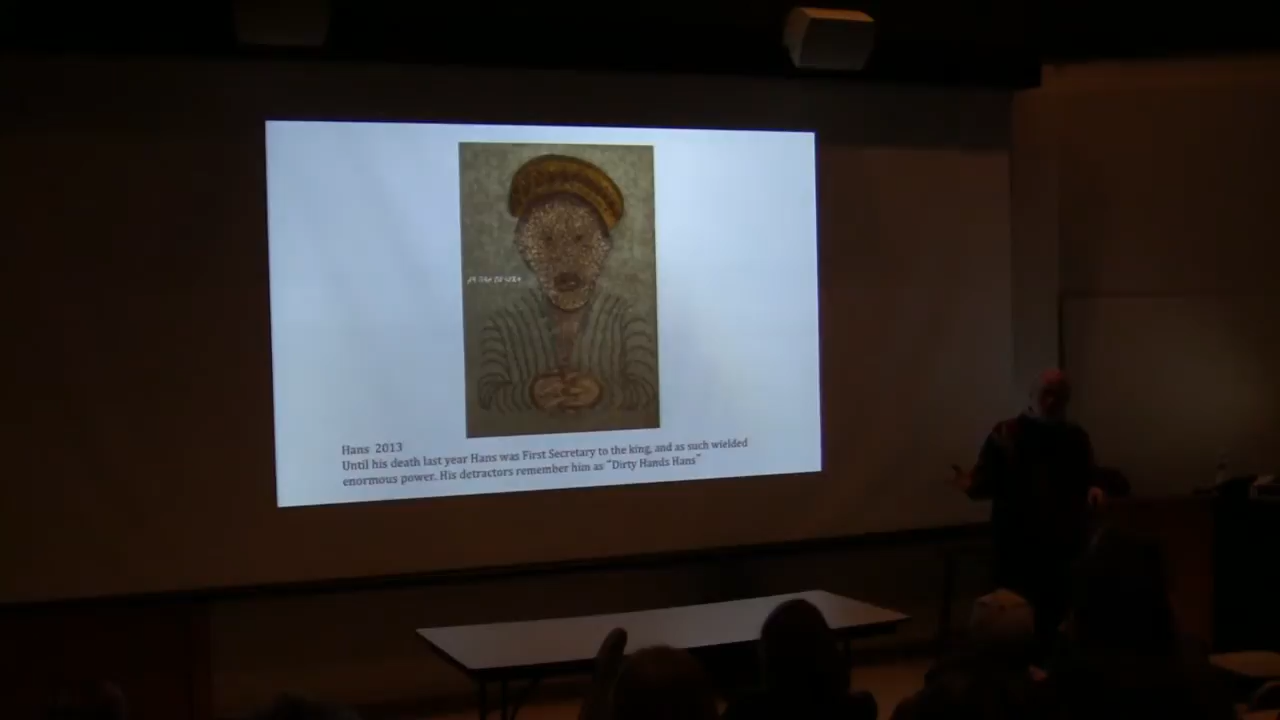 Hans 2013
Until his death last year Hans was First Secretary to the king, and as such wielded
enormous power. His detractors remember him as "Dirty Hands Hans"